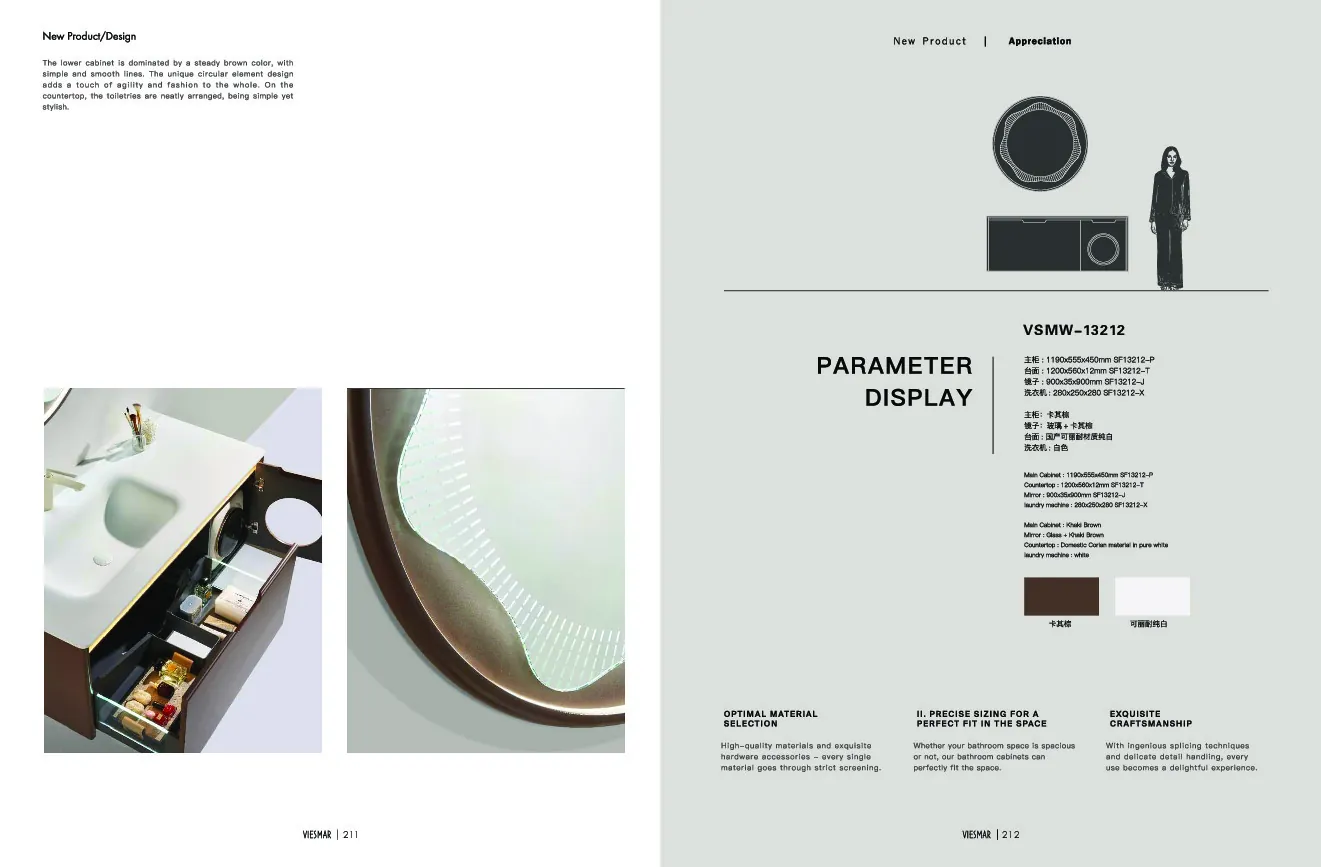 New Product/Design
The lower cabinet is dominated by a steady brown color, with
simple and smooth lines. The unique circular element design
adds a touch of agility and fashion to the whole. On the
countertop, the toiletries are neatly arranged, being simple yet
stylish.
VIESMAR | 211
New Product | Appreciation
VSMW-13212
PARAMETER
DISPLAY
主柜 : 1190x555x450mm SF13212-P
台面 : 1200x560x12mm SF13212-T
镜子 : 900x35x900mm SF13212-J
洗衣机 : 280x250x280 SF13212-X
主柜: 卡其棕
镜子: 玻璃 + 卡其棕
台面 : 国产可丽耐材质纯白
洗衣机 : 白色
Main Cabinet : 1190x555x450mm SF13212-P
Countertop : 1200x560x12mm SF13212-T
Mirror : 900x35x900mm SF13212-J
laundry machine : 280x250x280 SF13212-X
Main Cabinet : Khaki Brown
Mirror : Glass + Khaki Brown
Countertop : Domestic Corian material in pure white
laundry machine : white
卡其棕
可丽耐纯白
OPTIMAL MATERIAL
SELECTION
High-quality materials and exquisite
hardware accessories - every single
material goes through strict screening.
II. PRECISE SIZING FOR A
PERFECT FIT IN THE SPACE
Whether your bathroom space is spacious
or not, our bathroom cabinets can
perfectly fit the space.
EXQUISITE
CRAFTSMANSHIP
With ingenious splicing techniques
and delicate detail handling, every
use becomes a delightful experience.
VIESMAR | 212